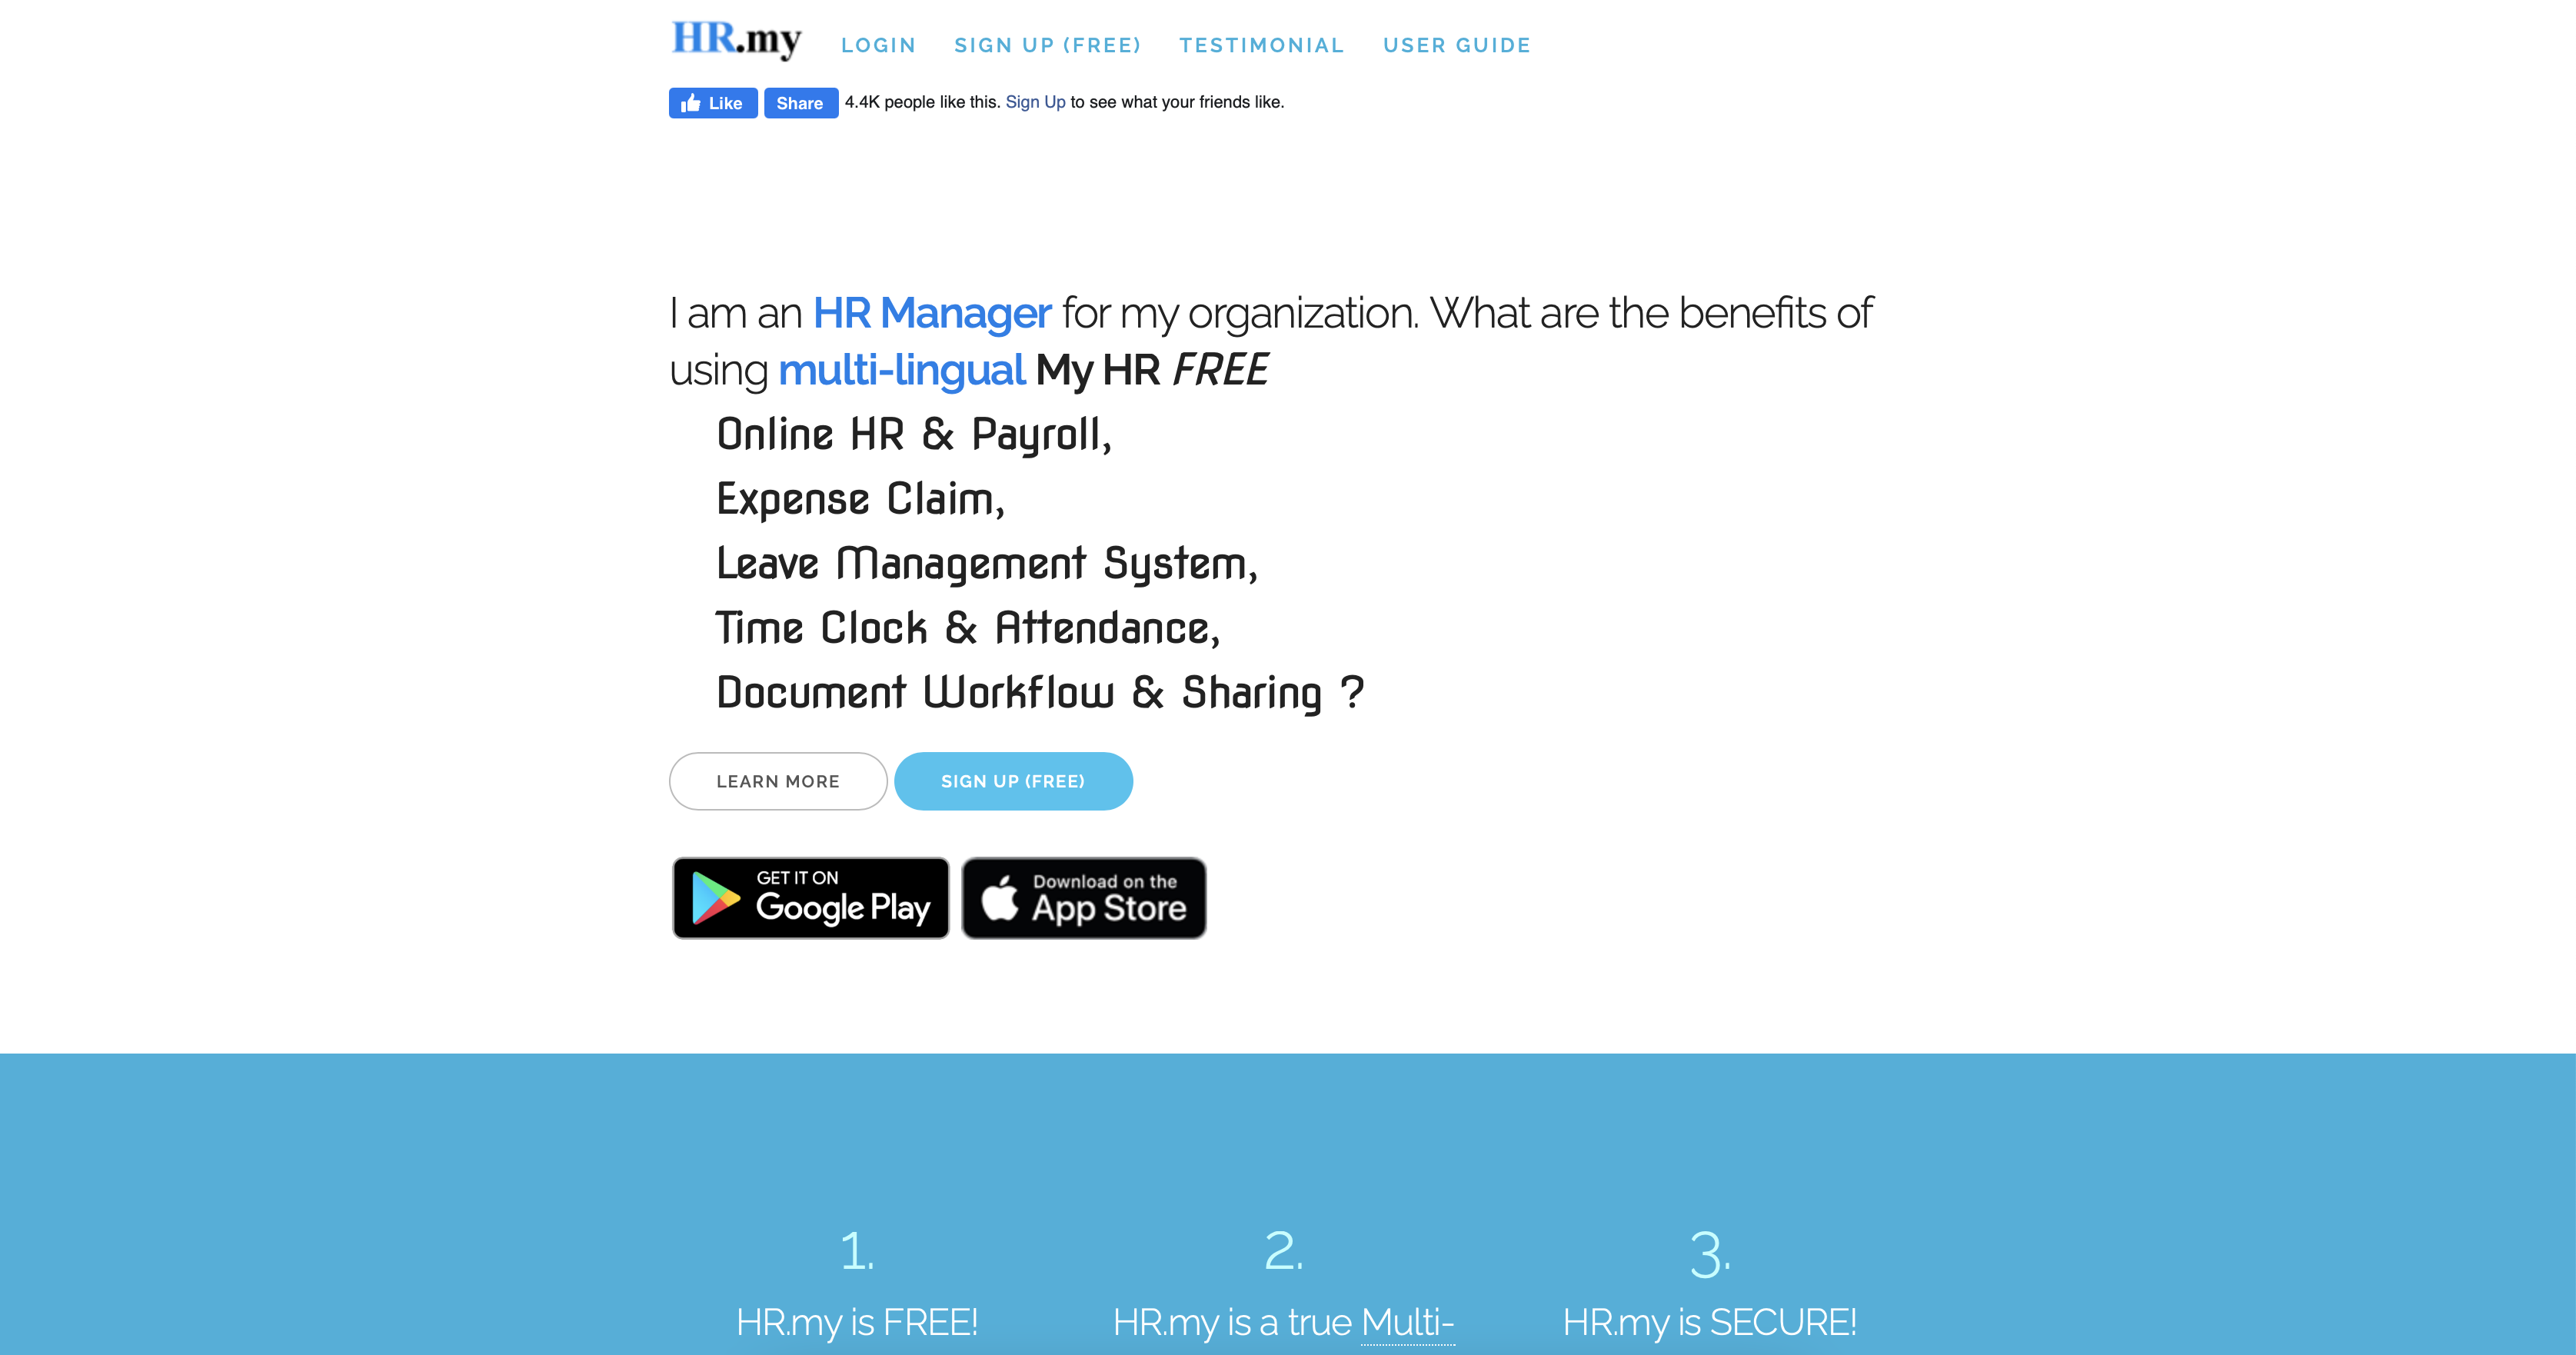 HR.my LOGIN SIGN UP (FREE) TESTIMONIAL USER GUIDE
Like Share 4.4K people like this. Sign Up to see what your friends like.
I am an HR Manager for my organization. What are the benefits of
using multi-lingual My HR FREE
Online HR & Payroll,
Expense Claim,
Leave Management System,
Time Clock & Attendance,
Document Workflow & Sharing ?
LEARN MORE SIGN UP (FREE)
GET IT ON
Google Play
Download on the
App Store
1.
HR.my is FREE!
2.
HR.my is a true Multi-
3.
HR.my is SECURE!